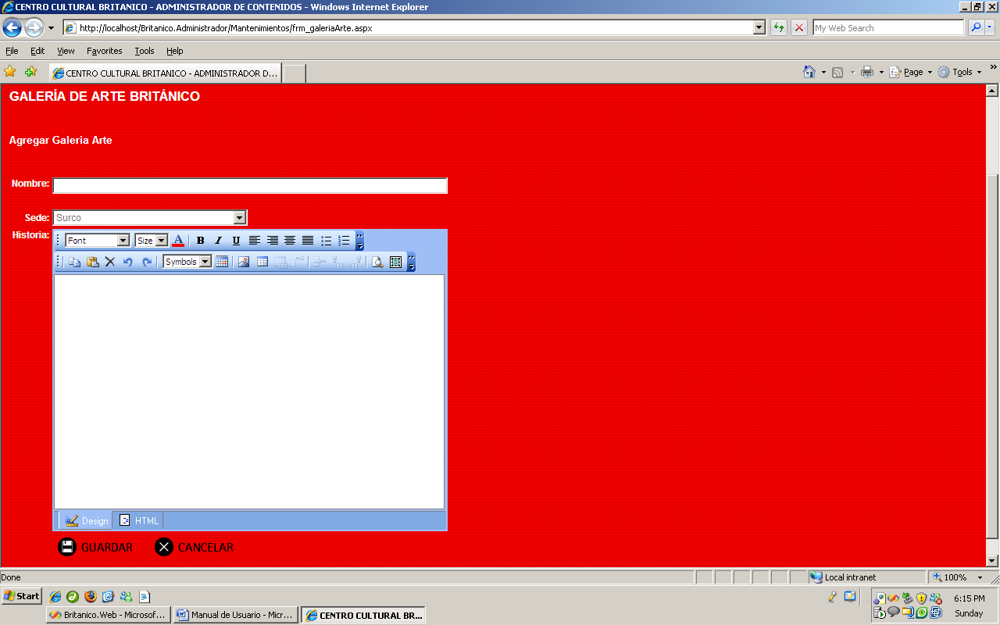 CENTRO CULTURAL BRITANICO - ADMINISTRADOR DE CONTENIDOS - Windows Internet Explorer
http://localhost/Britanico.Administrador/Mantenimientos/frm_galeriaArte.aspx
My Web Search
File Edit View Favorites Tools Help
CENTRO CULTURAL BRITANICO - ADMINISTRADOR D...
Page Tools
GALERÍA DE ARTE BRITÁNICO
Agregar Galeria Arte
Nombre:
Sede: Surco
Historia:
Font Size A B I U
Symbols
Design HTML
GUARDAR CANCELAR
Done Local intranet 100%
Start 6:15 PM
Sunday
Britanico.Web - Microsof... Manual de Usuario - Micr... CENTRO CULTURAL BR...